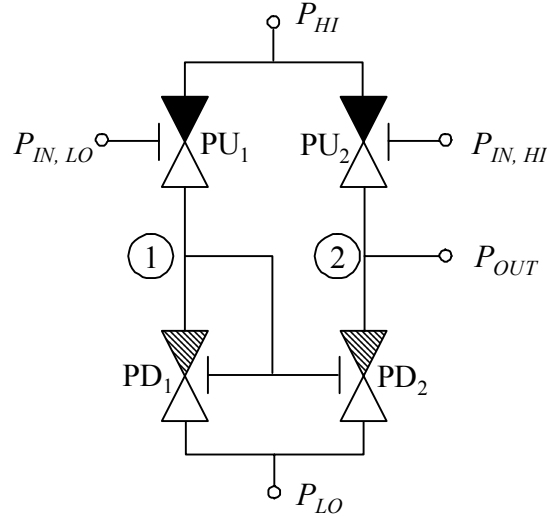 P_HI
P_IN, LO
PU_1
PU_2
P_IN, HI
1
2
P_OUT
PD_1
PD_2
P_LO